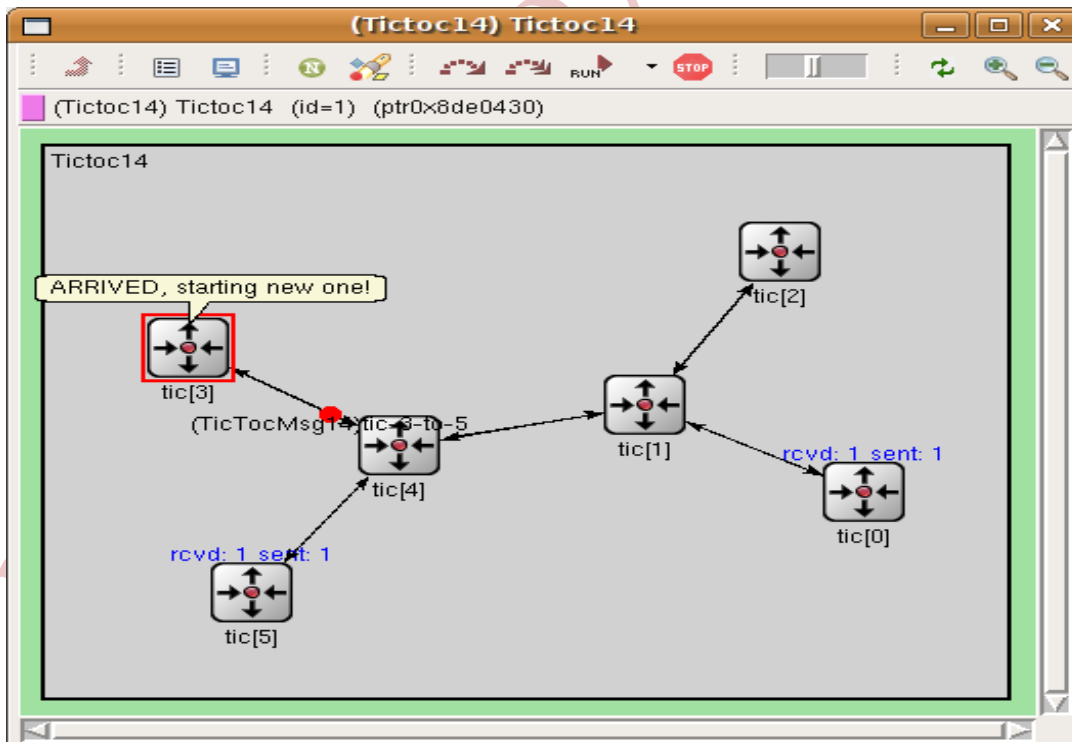 (Tictoc14) Tictoc14
N
RUN
STOP
(Tictoc14) Tictoc14 (id=1) (ptr0x8de0430)
Tictoc14
tic[2]
ARRIVED, starting new one!
tic[3]
(TicTocMsg14)tic-3-to-5
tic[1]
rcvd: 1 sent: 1
tic[4]
tic[0]
rcvd: 1 sent: 1
tic[5]